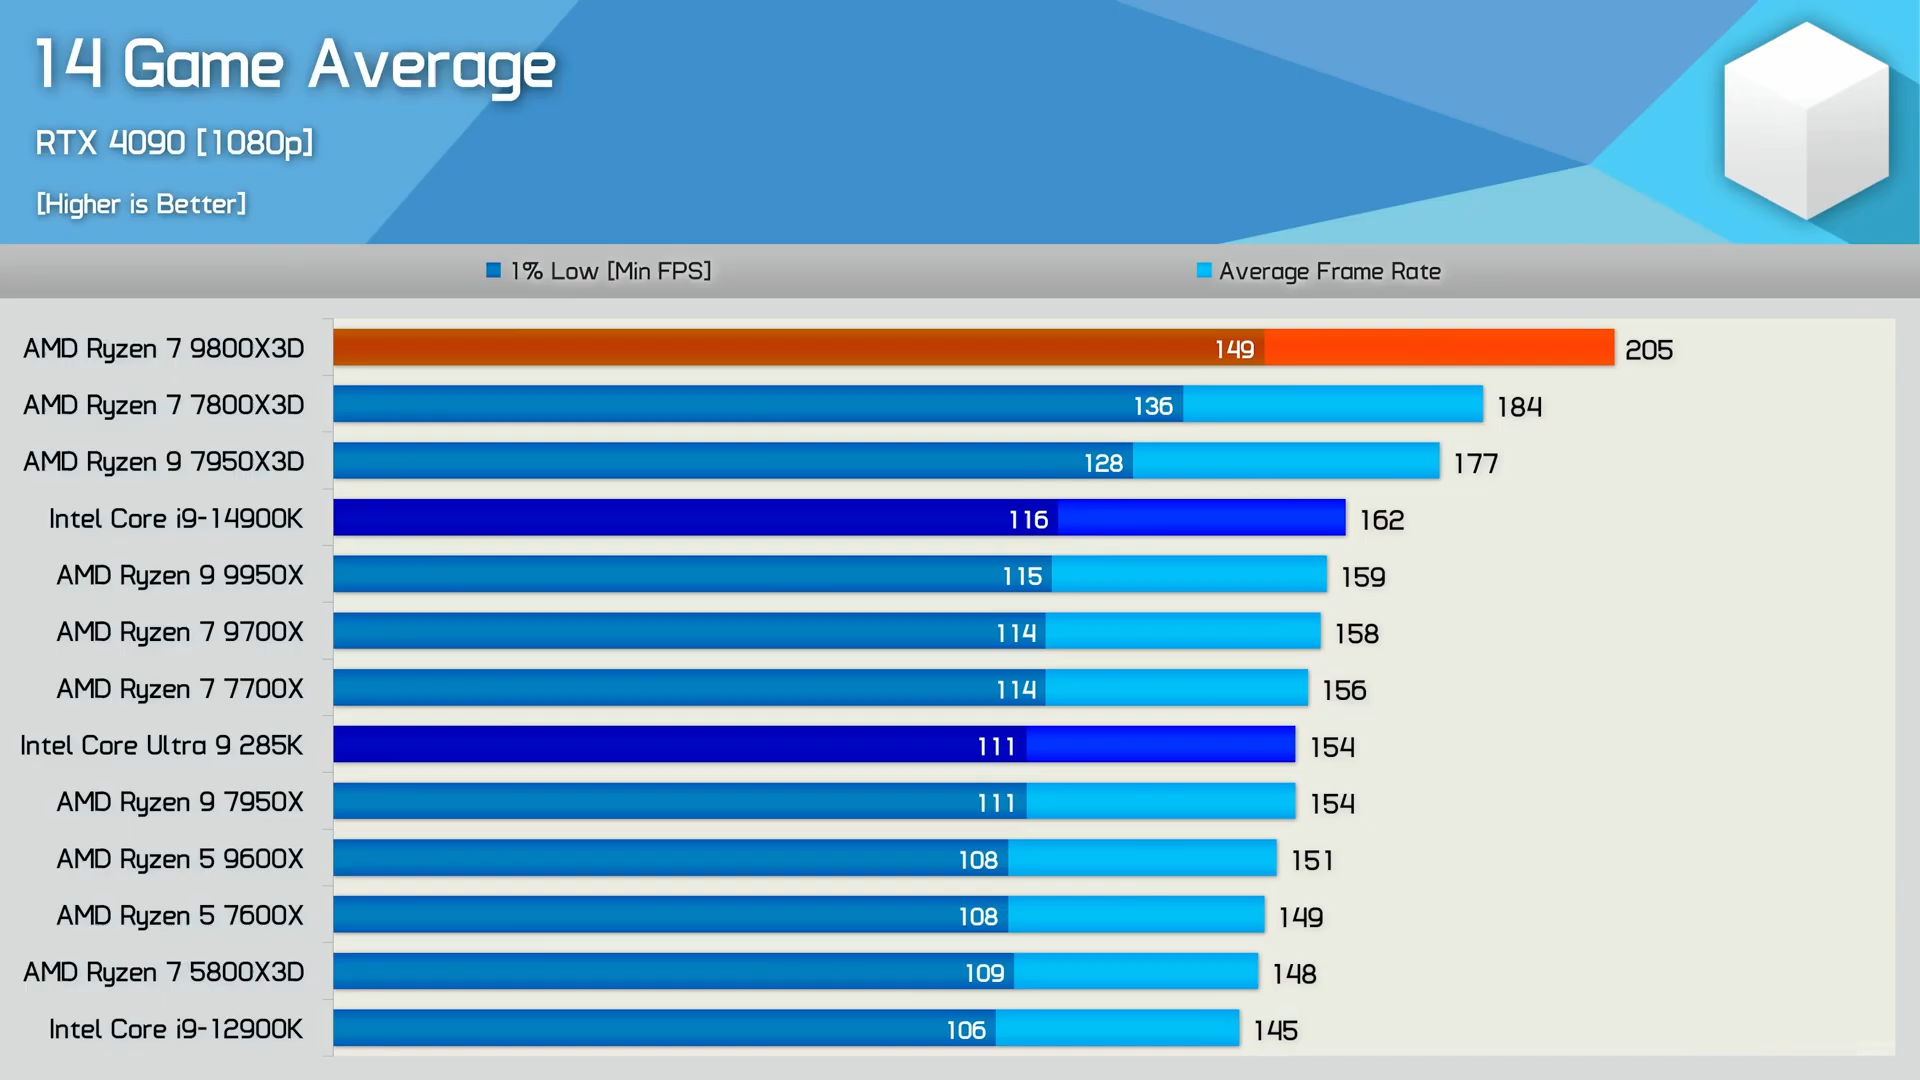 14 Game Average
RTX 4090 [1080p]
[Higher is Better]
1% Low [Min FPS] Average Frame Rate
AMD Ryzen 7 9800X3D 149 205
AMD Ryzen 7 7800X3D 136 184
AMD Ryzen 9 7950X3D 128 177
Intel Core i9-14900K 116 162
AMD Ryzen 9 9950X 115 159
AMD Ryzen 7 9700X 114 158
AMD Ryzen 7 7700X 114 156
Intel Core Ultra 9 285K 111 154
AMD Ryzen 9 7950X 111 154
AMD Ryzen 5 9600X 108 151
AMD Ryzen 5 7600X 108 149
AMD Ryzen 7 5800X3D 109 148
Intel Core i9-12900K 106 145